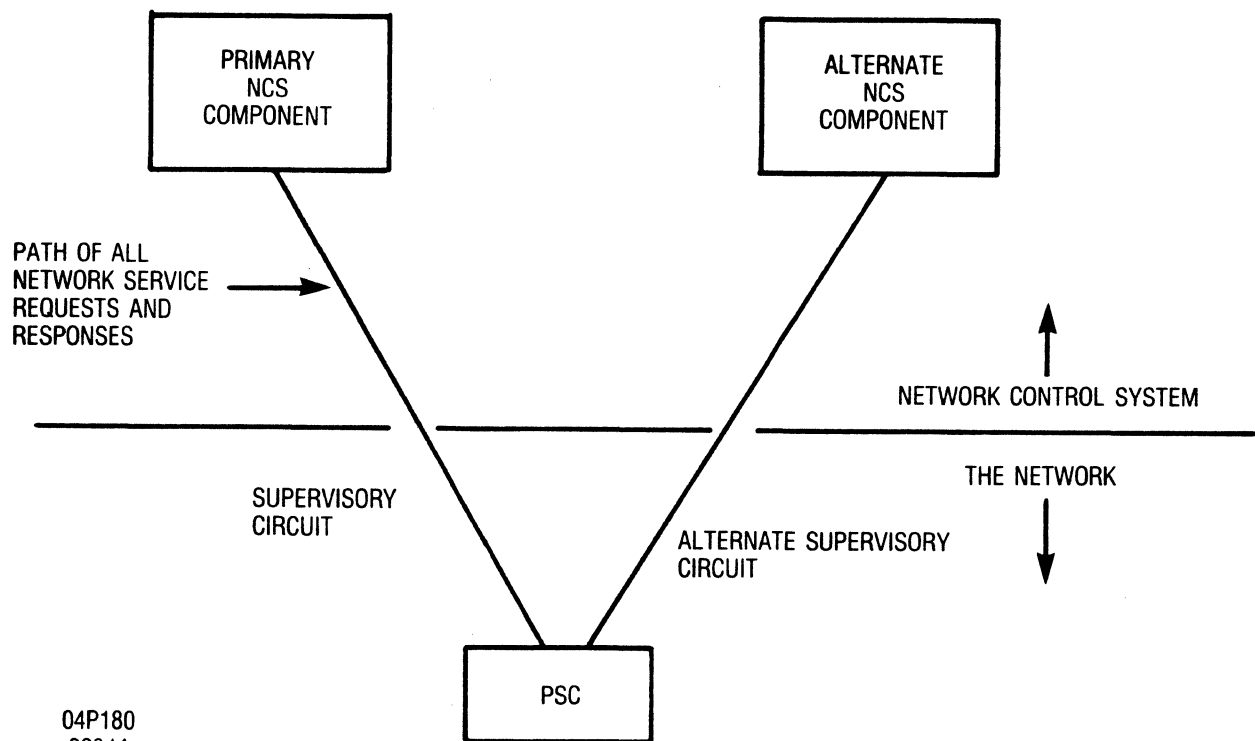 PRIMARY
NCS
COMPONENT
ALTERNATE
NCS
COMPONENT
PATH OF ALL
NETWORK SERVICE
REQUESTS AND
RESPONSES
NETWORK CONTROL SYSTEM
THE NETWORK
SUPERVISORY
CIRCUIT
ALTERNATE SUPERVISORY
CIRCUIT
PSC
04P180